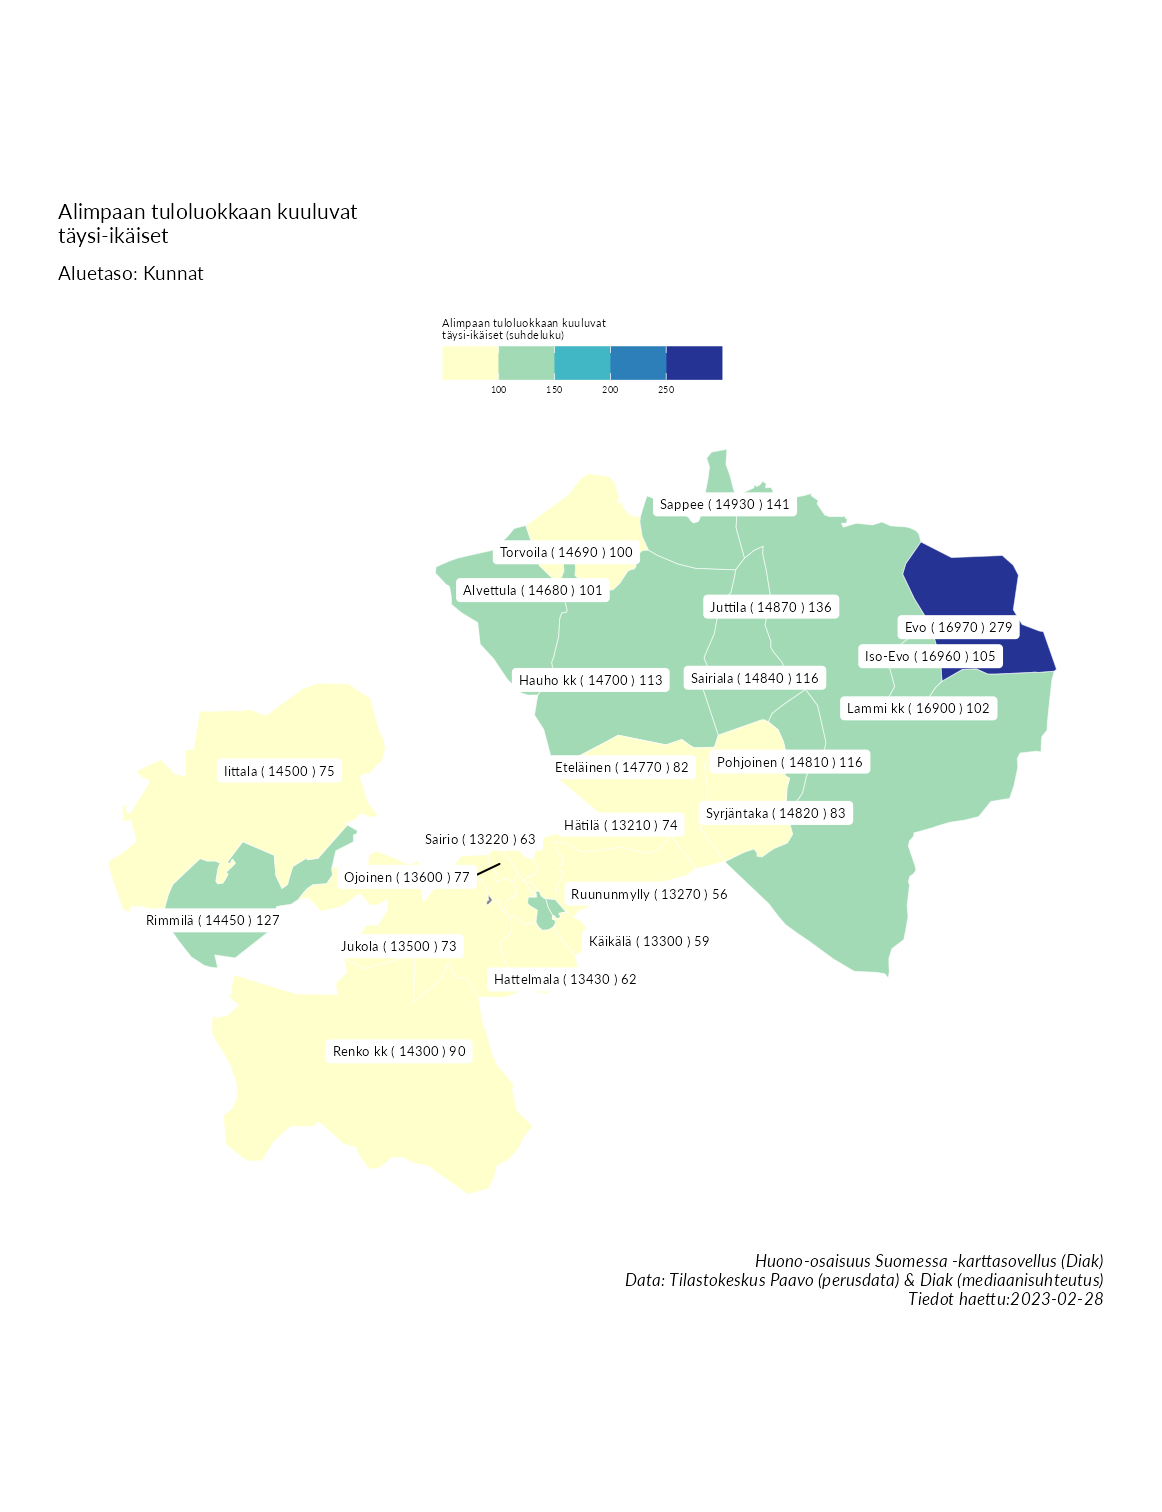 Alimpaan tuloluokkaan kuuluvat
täysi-ikäiset
Aluetaso: Kunnat
Alimpaan tuloluokkaan kuuluvat
täysi-ikäiset (suhdeluku)
100 150 200 250
Sappee ( 14930 ) 141
Torvoila ( 14690 ) 100
Alvettula ( 14680 ) 101
Juttila ( 14870 ) 136
Evo ( 16970 ) 279
Iso-Evo ( 16960 ) 105
Hauho kk ( 14700 ) 113
Sairiala ( 14840 ) 116
Lammi kk ( 16900 ) 102
Iittala ( 14500 ) 75
Eteläinen ( 14770 ) 82
Pohjoinen ( 14810 ) 116
Syrjäntaka ( 14820 ) 83
Hätilä ( 13210 ) 74
Sairio ( 13220 ) 63
Ojoinen ( 13600 ) 77
Ruununmylly ( 13270 ) 56
Rimmilä ( 14450 ) 127
Jukola ( 13500 ) 73
Käikälä ( 13300 ) 59
Hattelmala ( 13430 ) 62
Renko kk ( 14300 ) 90
Huono-osaisuus Suomessa -karttasovellus (Diak)
Data: Tilastokeskus Paavo (perusdata) & Diak (mediaanisuhteutus)
Tiedot haettu:2023-02-28